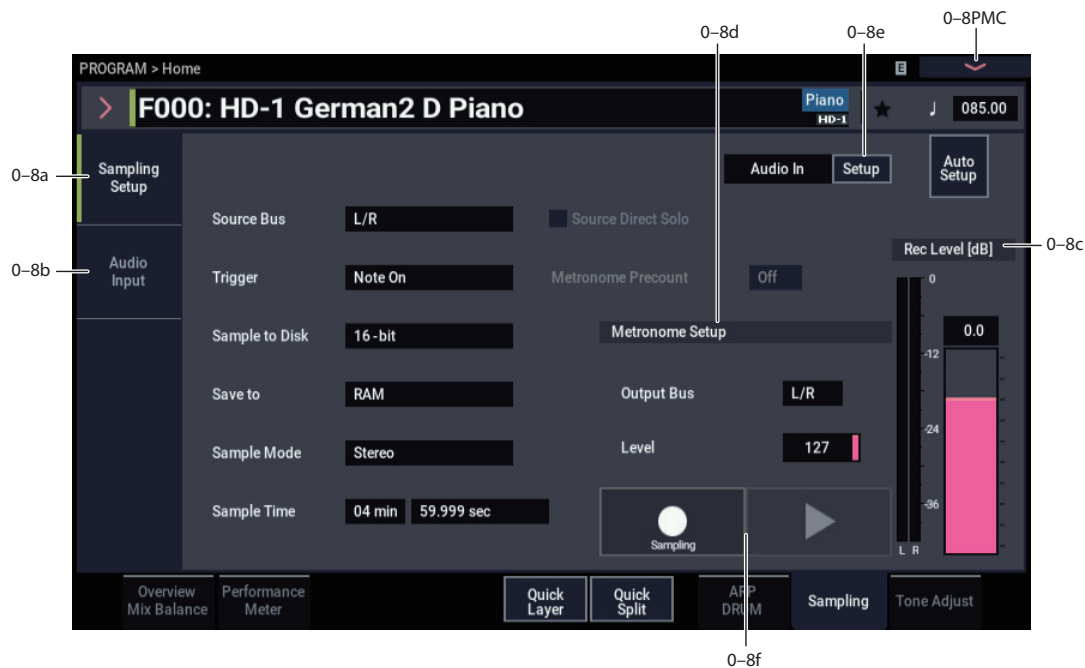 0–8PMC
0–8d
0–8e
PROGRAM > Home
E
F000: HD-1 German2 D Piano
Piano
HD-1
♩ 085.00
0–8a
Sampling
Setup
Audio In
Setup
Auto
Setup
Source Bus
L/R
Source Direct Solo
0–8b
Audio
Input
Rec Level [dB]
0–8c
Trigger
Note On
Metronome Precount
Off
0
Sample to Disk
16-bit
Metronome Setup
0.0
-12
Save to
RAM
Output Bus
L/R
-24
Sample Mode
Stereo
Level
127
Sample Time
04 min
59.999 sec
-36
Sampling
L R
Overview
Mix Balance
Performance
Meter
Quick
Layer
Quick
Split
ARP
DRUM
Sampling
Tone Adjust
0–8f